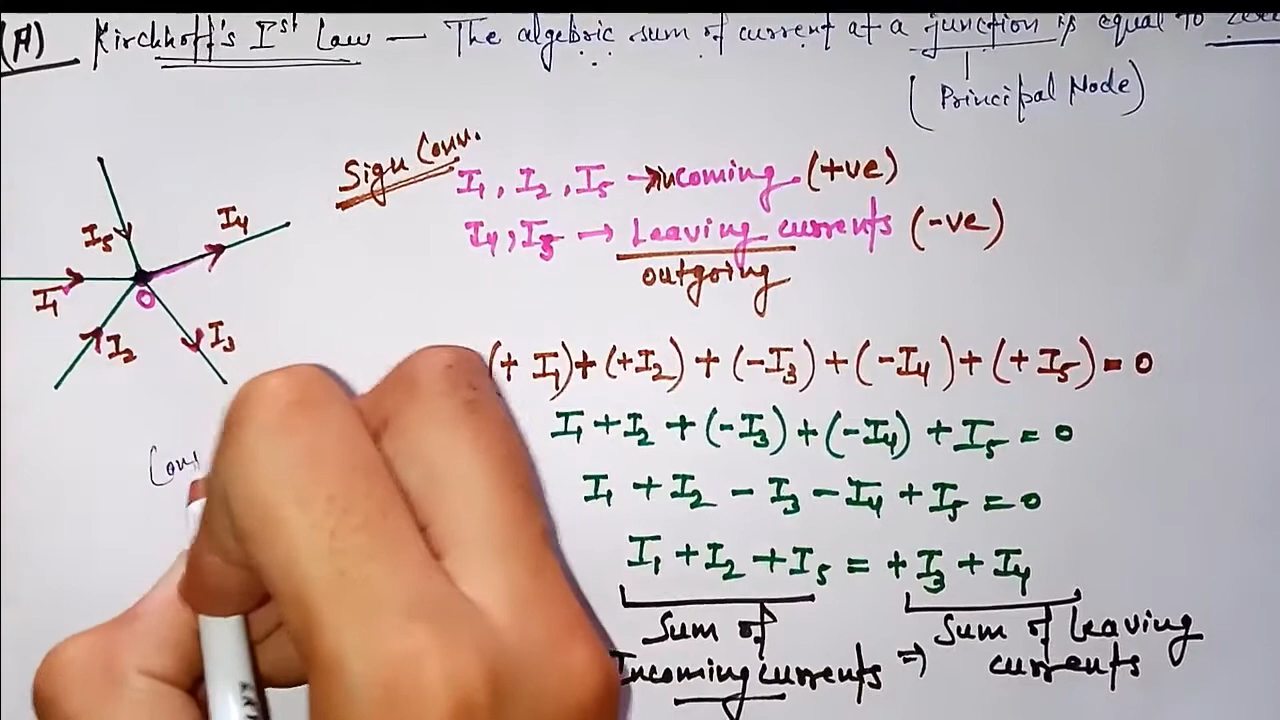 (A) Kirchhoff's Ist Law — The algebric sum of current at a junction is equal to zero
(Principal Node)
Sign Conv.
I1, I2, I5 → incoming (+ve)
I4, I3 → Leaving currents (-ve)
outgoing
I5
I4
I1
O
I2
I3
(+ I1) + (+I2) + (-I3) + (-I4) + (+ I5) = 0
I1 + I2 + (-I3) + (-I4) + I5 = 0
I1 + I2 - I3 - I4 + I5 = 0
I1 + I2 + I5 = + I3 + I4
Sum of Incoming currents ⇒ Sum of leaving currents